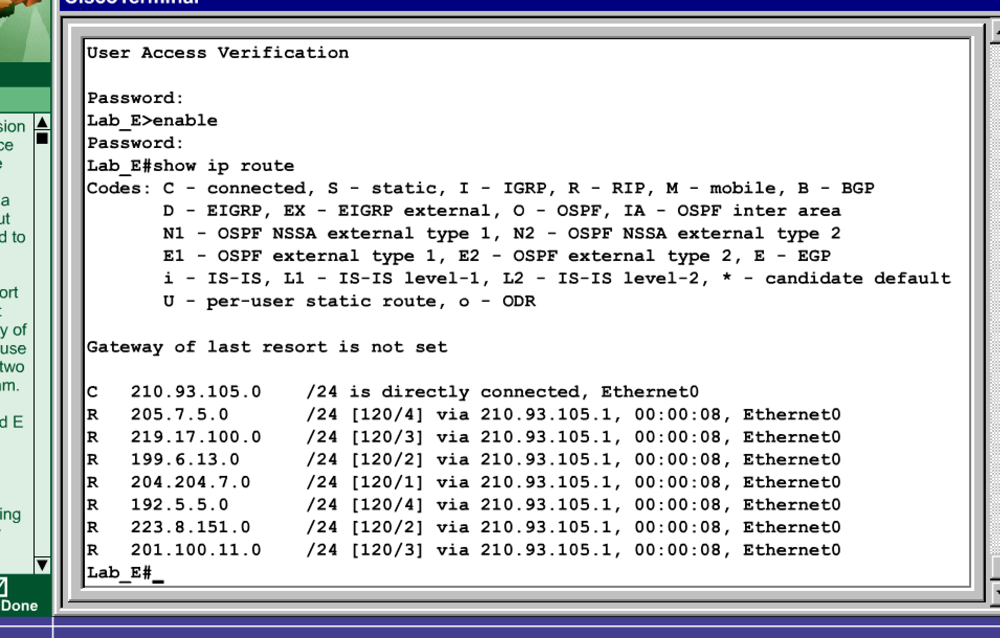 CiscoTerminal
User Access Verification
Password:
Lab_E>enable
Password:
Lab_E#show ip route
Codes: C - connected, S - static, I - IGRP, R - RIP, M - mobile, B - BGP
D - EIGRP, EX - EIGRP external, O - OSPF, IA - OSPF inter area
N1 - OSPF NSSA external type 1, N2 - OSPF NSSA external type 2
E1 - OSPF external type 1, E2 - OSPF external type 2, E - EGP
i - IS-IS, L1 - IS-IS level-1, L2 - IS-IS level-2, * - candidate default
U - per-user static route, o - ODR
Gateway of last resort is not set
C 210.93.105.0 /24 is directly connected, Ethernet0
R 205.7.5.0 /24 [120/4] via 210.93.105.1, 00:00:08, Ethernet0
R 219.17.100.0 /24 [120/3] via 210.93.105.1, 00:00:08, Ethernet0
R 199.6.13.0 /24 [120/2] via 210.93.105.1, 00:00:08, Ethernet0
R 204.204.7.0 /24 [120/1] via 210.93.105.1, 00:00:08, Ethernet0
R 192.5.5.0 /24 [120/4] via 210.93.105.1, 00:00:08, Ethernet0
R 223.8.151.0 /24 [120/2] via 210.93.105.1, 00:00:08, Ethernet0
R 201.100.11.0 /24 [120/3] via 210.93.105.1, 00:00:08, Ethernet0
Lab_E#_
a
d to
y of
use
two
d E
Done